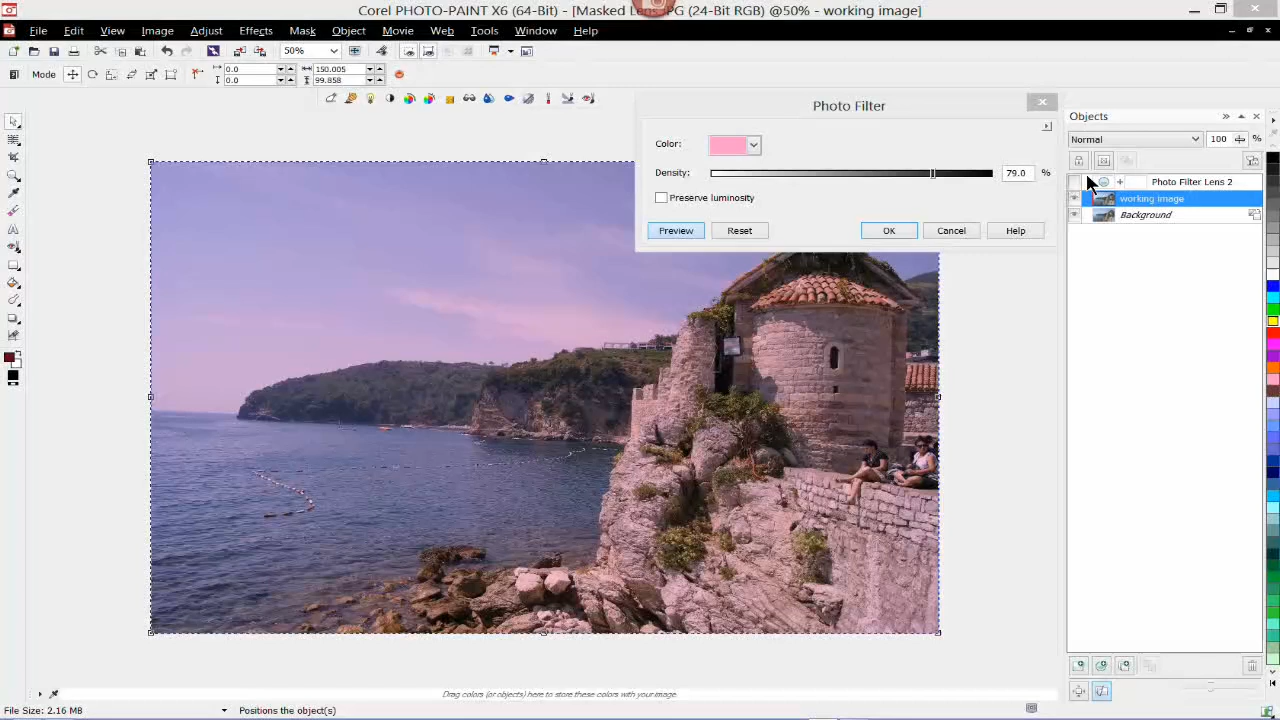 Corel PHOTO-PAINT X6 (64-Bit) - [Masked Lens.JPG (24-Bit RGB) @50% - working image]
File Edit View Image Adjust Effects Mask Object Movie Web Tools Window Help
50%
Mode 0.0 0.0 150.005 99.858
Photo Filter
Color:
Density: 79.0 %
Preserve luminosity
Preview Reset OK Cancel Help
Objects
Normal 100 %
Photo Filter Lens 2
working image
Background
Drag colors (or objects) here to store these colors with your image
File Size: 2.16 MB Positions the object(s)